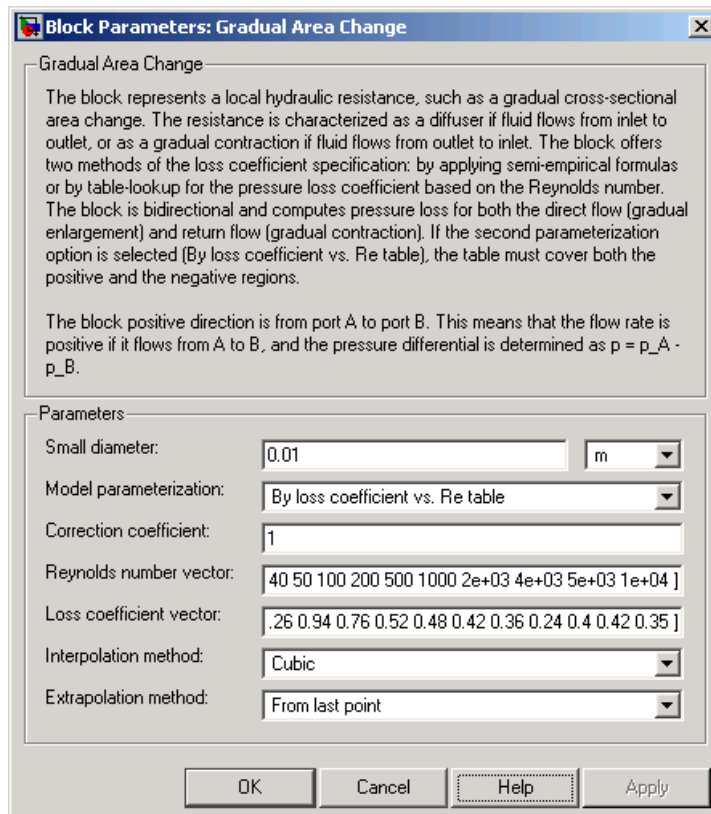 Block Parameters: Gradual Area Change
Gradual Area Change
The block represents a local hydraulic resistance, such as a gradual cross-sectional
area change. The resistance is characterized as a diffuser if fluid flows from inlet to
outlet, or as a gradual contraction if fluid flows from outlet to inlet. The block offers
two methods of the loss coefficient specification: by applying semi-empirical formulas
or by table-lookup for the pressure loss coefficient based on the Reynolds number.
The block is bidirectional and computes pressure loss for both the direct flow (gradual
enlargement) and return flow (gradual contraction). If the second parameterization
option is selected (By loss coefficient vs. Re table), the table must cover both the
positive and the negative regions.
The block positive direction is from port A to port B. This means that the flow rate is
positive if it flows from A to B, and the pressure differential is determined as p = p_A -
p_B.
Parameters
Small diameter: 0.01 m
Model parameterization: By loss coefficient vs. Re table
Correction coefficient: 1
Reynolds number vector: 40 50 100 200 500 1000 2e+03 4e+03 5e+03 1e+04 ]
Loss coefficient vector: .26 0.94 0.76 0.52 0.48 0.42 0.36 0.24 0.4 0.42 0.35 ]
Interpolation method: Cubic
Extrapolation method: From last point
OK Cancel Help Apply